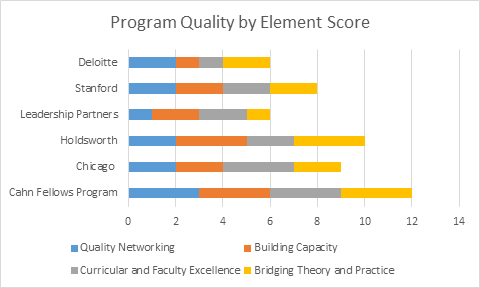 Program Quality by Element Score
Deloitte
Stanford
Leadership Partners
Holdsworth
Chicago
Cahn Fellows Program
0 2 4 6 8 10 12 14
Quality Networking Building Capacity
Curricular and Faculty Excellence Bridging Theory and Practice